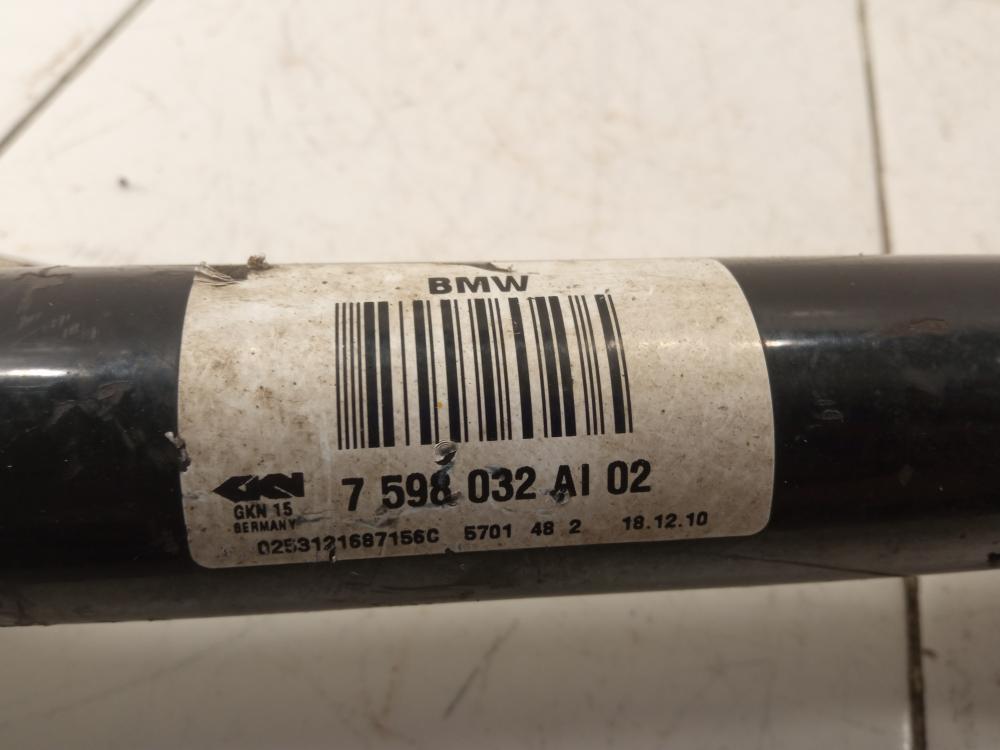 BMW
7 598 032 AI 02
GKN
GKN 15
GERMANY
0253121687156C 5701 48 2 18.12.10